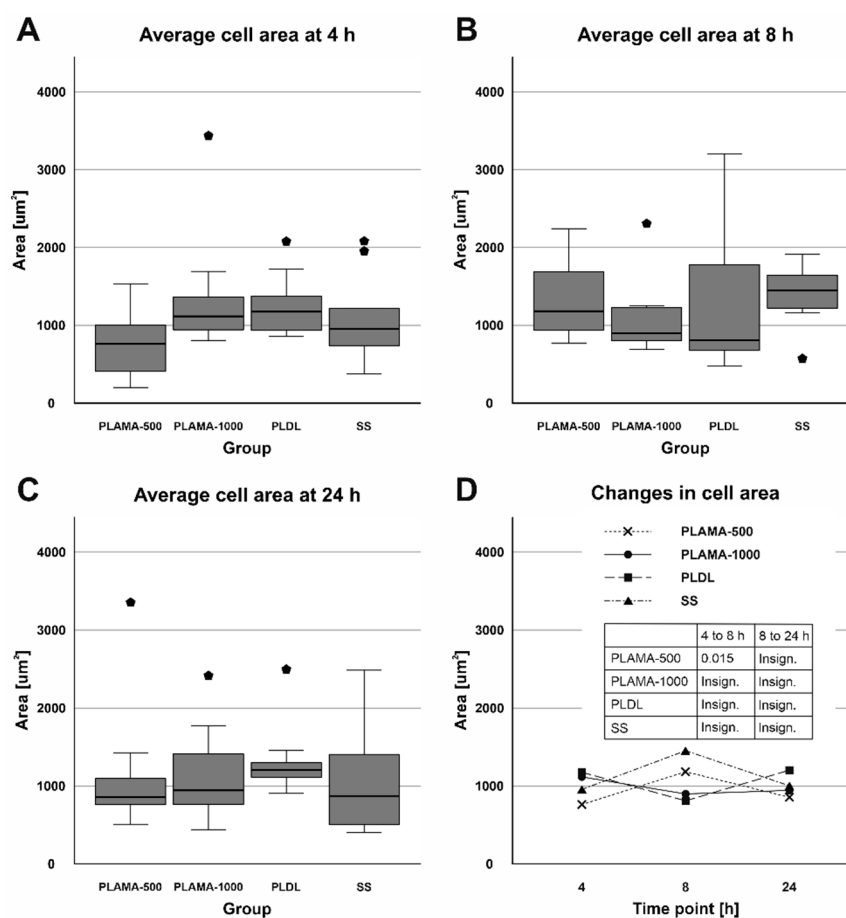 A
Average cell area at 4 h
Area [um²]
4000
3000
2000
1000
0
PLAMA-500 PLAMA-1000 PLDL SS
Group
B
Average cell area at 8 h
Area [um²]
4000
3000
2000
1000
0
PLAMA-500 PLAMA-1000 PLDL SS
Group
C
Average cell area at 24 h
Area [um²]
4000
3000
2000
1000
0
PLAMA-500 PLAMA-1000 PLDL SS
Group
D
Changes in cell area
Area [um²]
4000
3000
2000
1000
0
PLAMA-500
PLAMA-1000
PLDL
SS
4 to 8 h 8 to 24 h
PLAMA-500 0.015 Insign.
PLAMA-1000 Insign. Insign.
PLDL Insign. Insign.
SS Insign. Insign.
4 8 24
Time point [h]